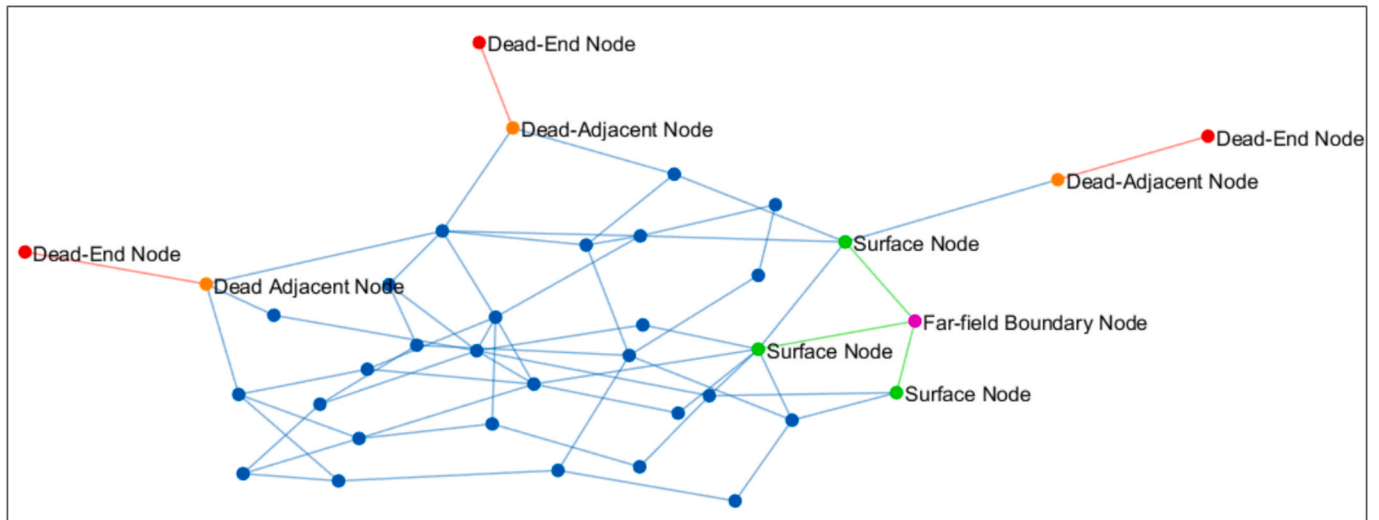 Dead-End Node
Dead-Adjacent Node
Dead-End Node
Dead-Adjacent Node
Surface Node
Dead-End Node
Dead Adjacent Node
Far-field Boundary Node
Surface Node
Surface Node